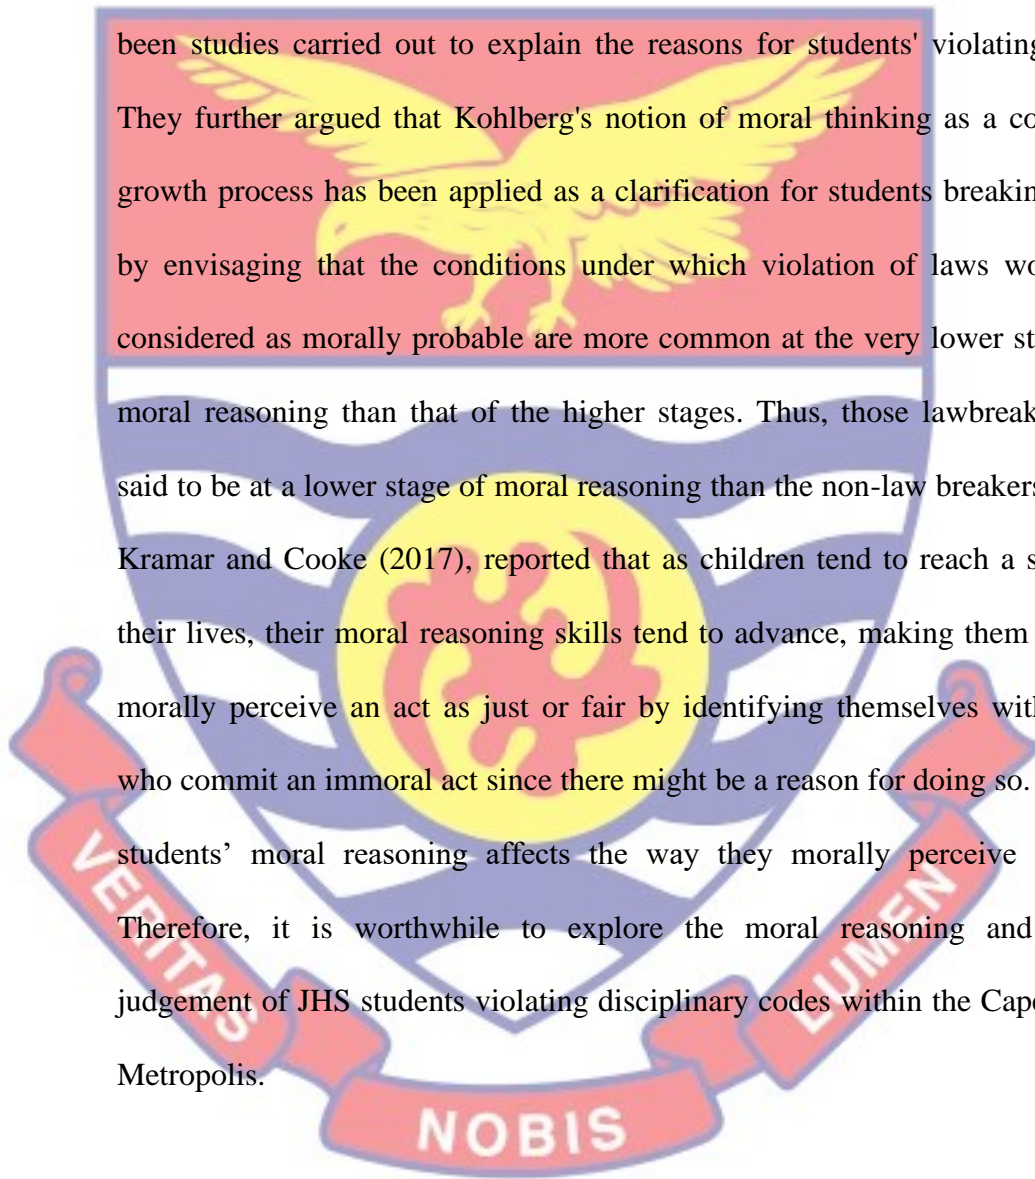 been studies carried out to explain the reasons for students' violating
They further argued that Kohlberg's notion of moral thinking as a co
growth process has been applied as a clarification for students breakin
by envisaging that the conditions under which violation of laws wo
considered as morally probable are more common at the very lower st
moral reasoning than that of the higher stages. Thus, those lawbreak
said to be at a lower stage of moral reasoning than the non-law breakers
Kramar and Cooke (2017), reported that as children tend to reach a s
their lives, their moral reasoning skills tend to advance, making them
morally perceive an act as just or fair by identifying themselves with
who commit an immoral act since there might be a reason for doing so.
students’ moral reasoning affects the way they morally perceive
Therefore, it is worthwhile to explore the moral reasoning and
judgement of JHS students violating disciplinary codes within the Cape
Metropolis.
VERITAS
NOBIS
LUMEN